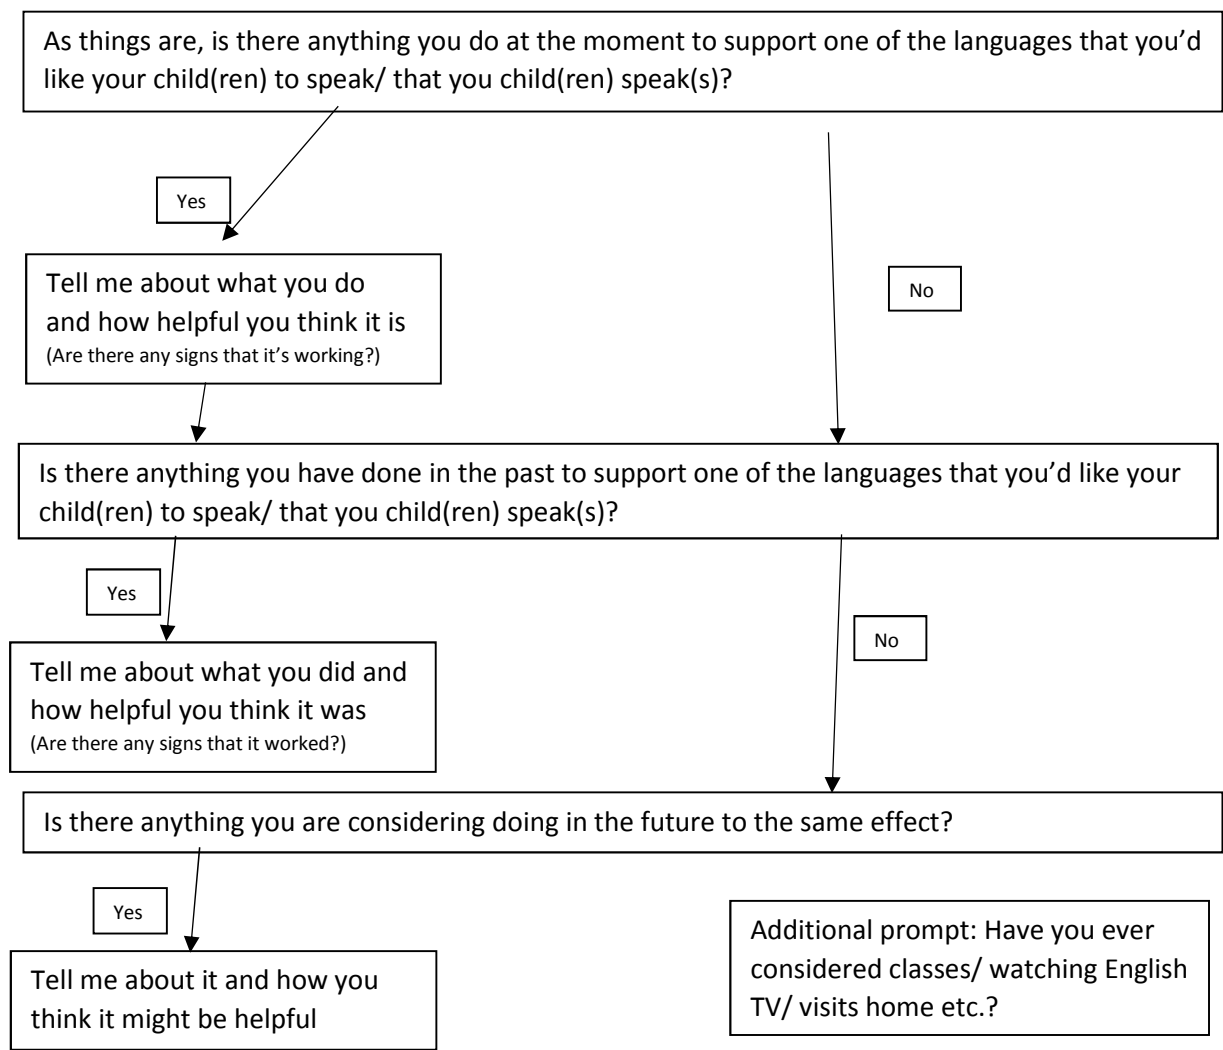 As things are, is there anything you do at the moment to support one of the languages that you’d
like your child(ren) to speak/ that you child(ren) speak(s)?
Yes
Tell me about what you do
and how helpful you think it is
(Are there any signs that it’s working?)
No
Is there anything you have done in the past to support one of the languages that you’d like your
child(ren) to speak/ that you child(ren) speak(s)?
Yes
Tell me about what you did and
how helpful you think it was
(Are there any signs that it worked?)
No
Is there anything you are considering doing in the future to the same effect?
Yes
Tell me about it and how you
think it might be helpful
Additional prompt: Have you ever
considered classes/ watching English
TV/ visits home etc.?